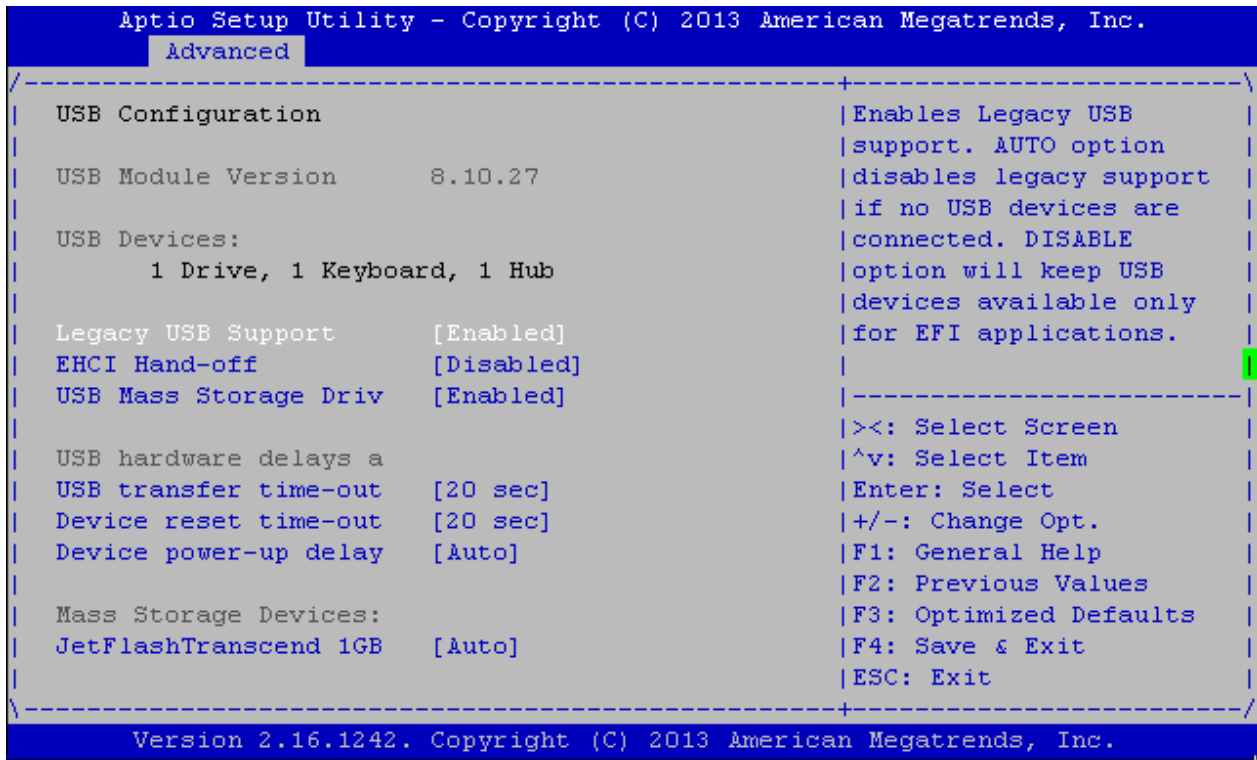 Aptio Setup Utility - Copyright (C) 2013 American Megatrends, Inc.
Advanced
USB Configuration
USB Module Version 8.10.27
USB Devices:
1 Drive, 1 Keyboard, 1 Hub
Legacy USB Support [Enabled]
EHCI Hand-off [Disabled]
USB Mass Storage Driv [Enabled]
USB hardware delays a
USB transfer time-out [20 sec]
Device reset time-out [20 sec]
Device power-up delay [Auto]
Mass Storage Devices:
JetFlashTranscend 1GB [Auto]
Enables Legacy USB
support. AUTO option
disables legacy support
if no USB devices are
connected. DISABLE
option will keep USB
devices available only
for EFI applications.
><: Select Screen
^v: Select Item
Enter: Select
+/-: Change Opt.
F1: General Help
F2: Previous Values
F3: Optimized Defaults
F4: Save & Exit
ESC: Exit
Version 2.16.1242. Copyright (C) 2013 American Megatrends, Inc.